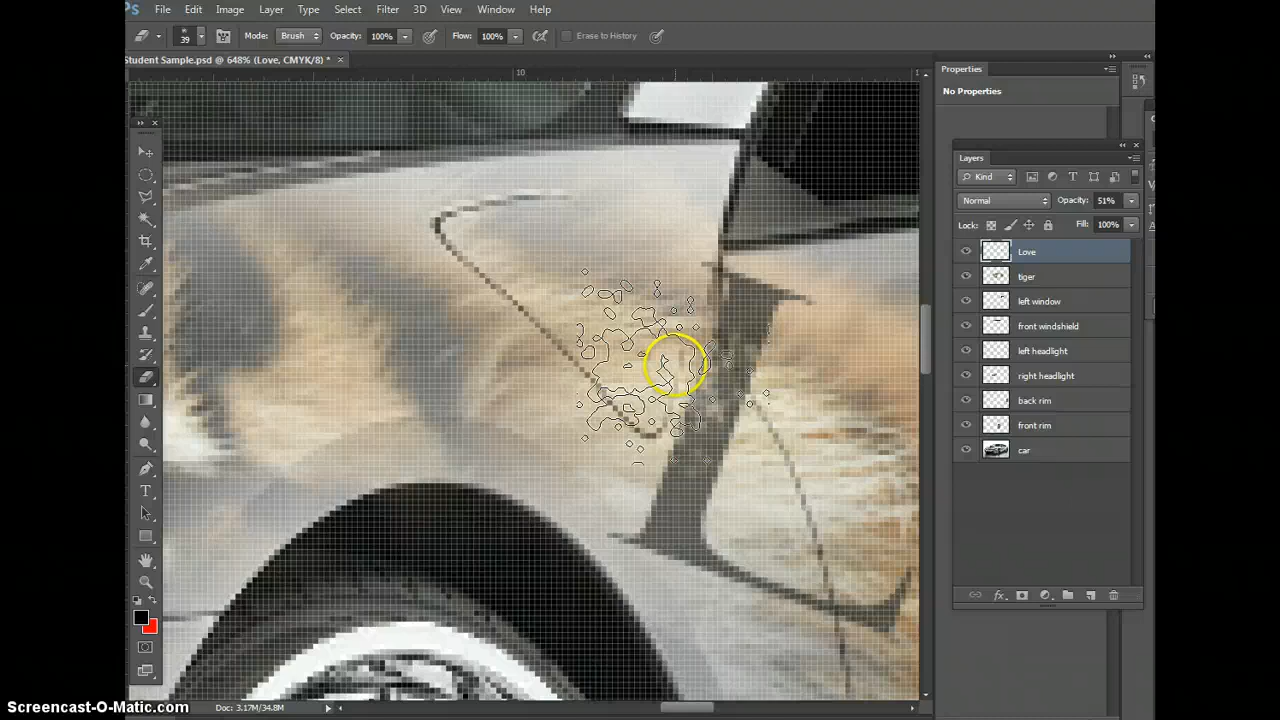 Ps File Edit Image Layer Type Select Filter 3D View Window Help
39 Mode: Brush Opacity: 100% Flow: 100% Erase to History
Student Sample.psd @ 648% (Love, CMYK/8) * ×
10
Properties
No Properties
Layers
Kind
Normal Opacity: 51%
Lock: Fill: 100%
Love
tiger
left window
front windshield
left headlight
right headlight
back rim
front rim
car
fx
T
Doc: 3.17M/34.8M
Screencast-O-Matic.com